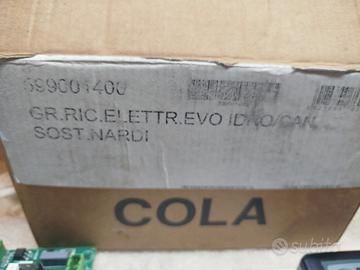 599001400
GR.RIC.ELETTR.EVO IDRO/CAN.
SOST.NARDI
COLA
subito